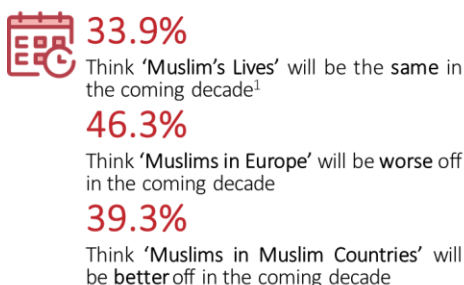 33.9%
Think ‘Muslim’s Lives’ will be the same in
the coming decade¹
46.3%
Think ‘Muslims in Europe’ will be worse off
in the coming decade
39.3%
Think ‘Muslims in Muslim Countries’ will
be better off in the coming decade